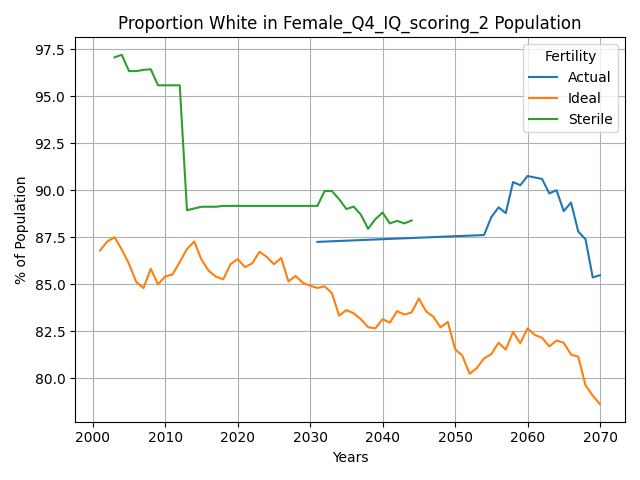 Proportion White in Female_Q4_IQ_scoring_2 Population
Fertility
Actual
Ideal
Sterile
97.5
95.0
92.5
90.0
87.5
85.0
82.5
80.0
% of Population
2000 2010 2020 2030 2040 2050 2060 2070
Years